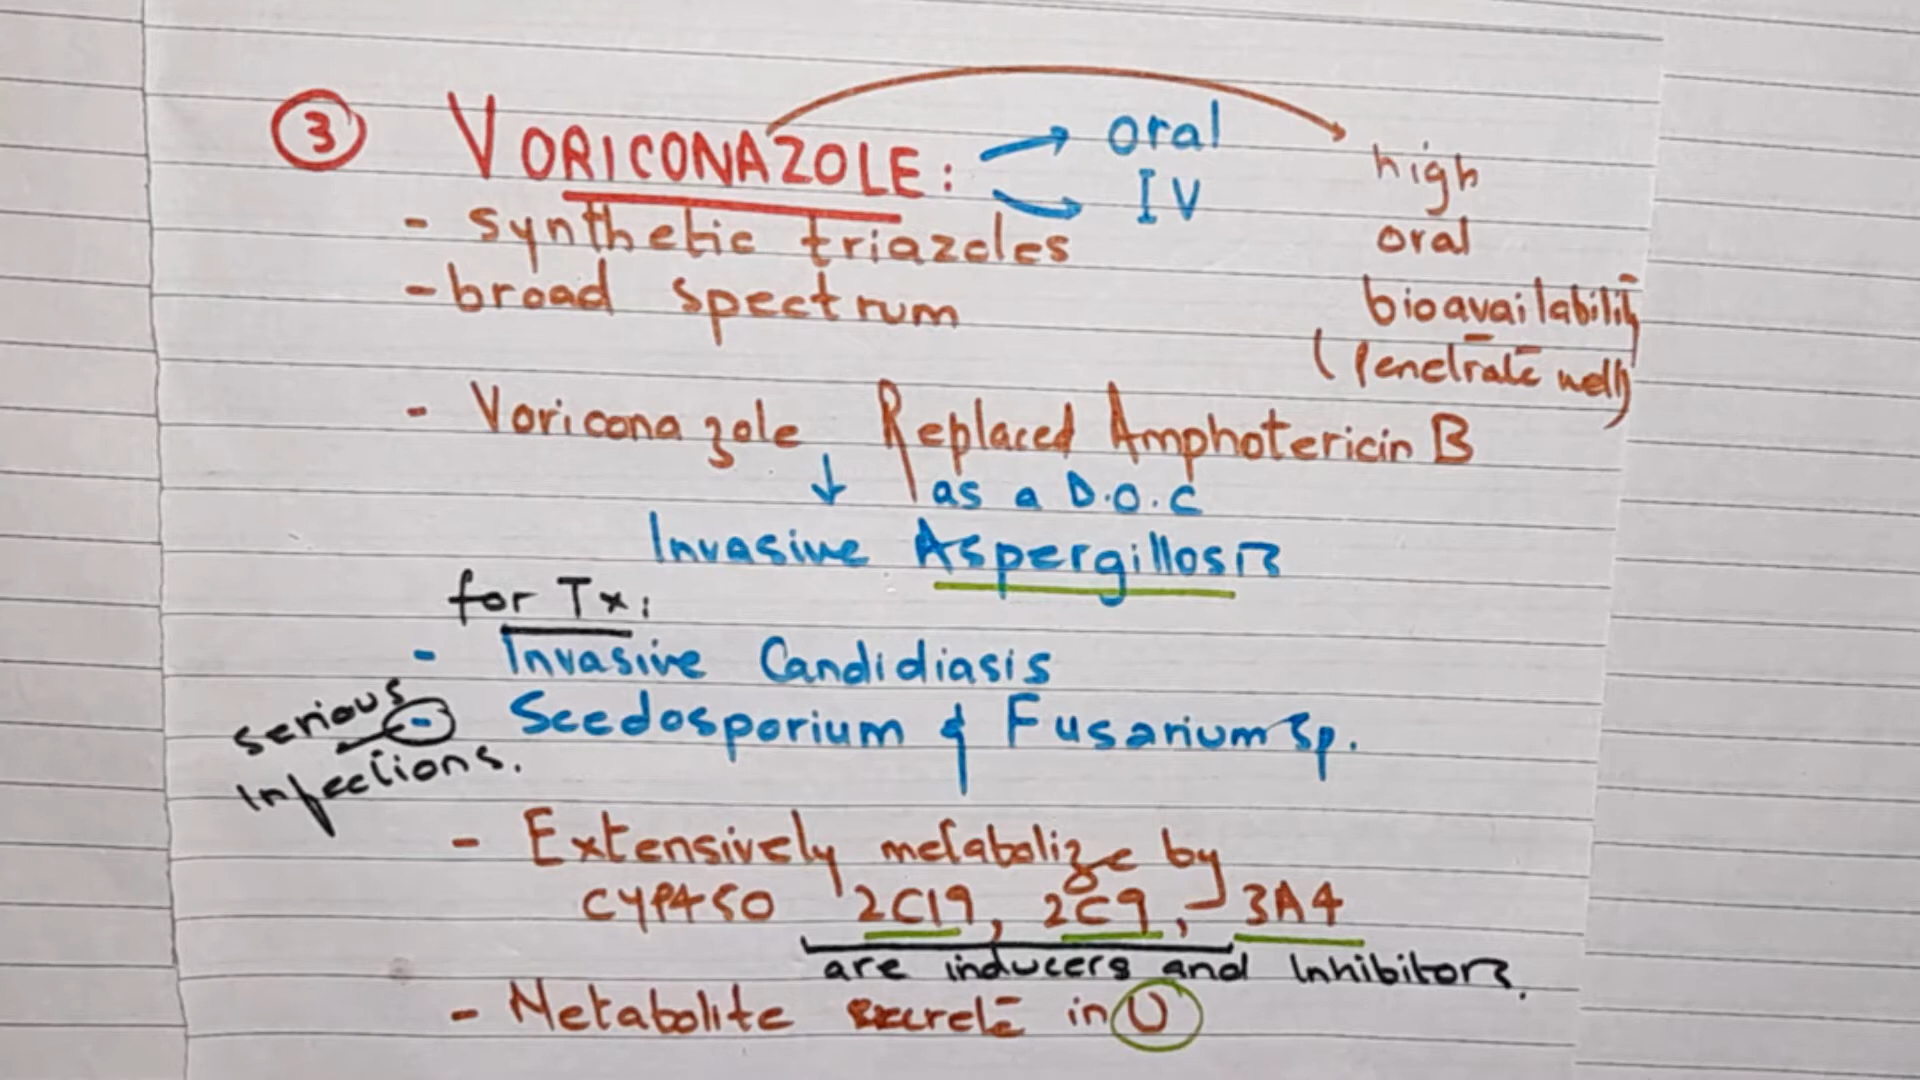 3 VORICONAZOLE: oral
IV
high
oral
bioavailability
(Penetrate well)
- synthetic triazoles
- broad spectrum
- Voriconazole Replaced Amphotericin B
as a D.O.C
Invasive Aspergillosis
for Tx:
- Invasive Candidiasis
serious infections.
- Scedosporium & Fusarium sp.
- Extensively metabolize by
CYP450 2C19, 2C9, 3A4
are inducers and Inhibitors.
- Metabolite excrete in U